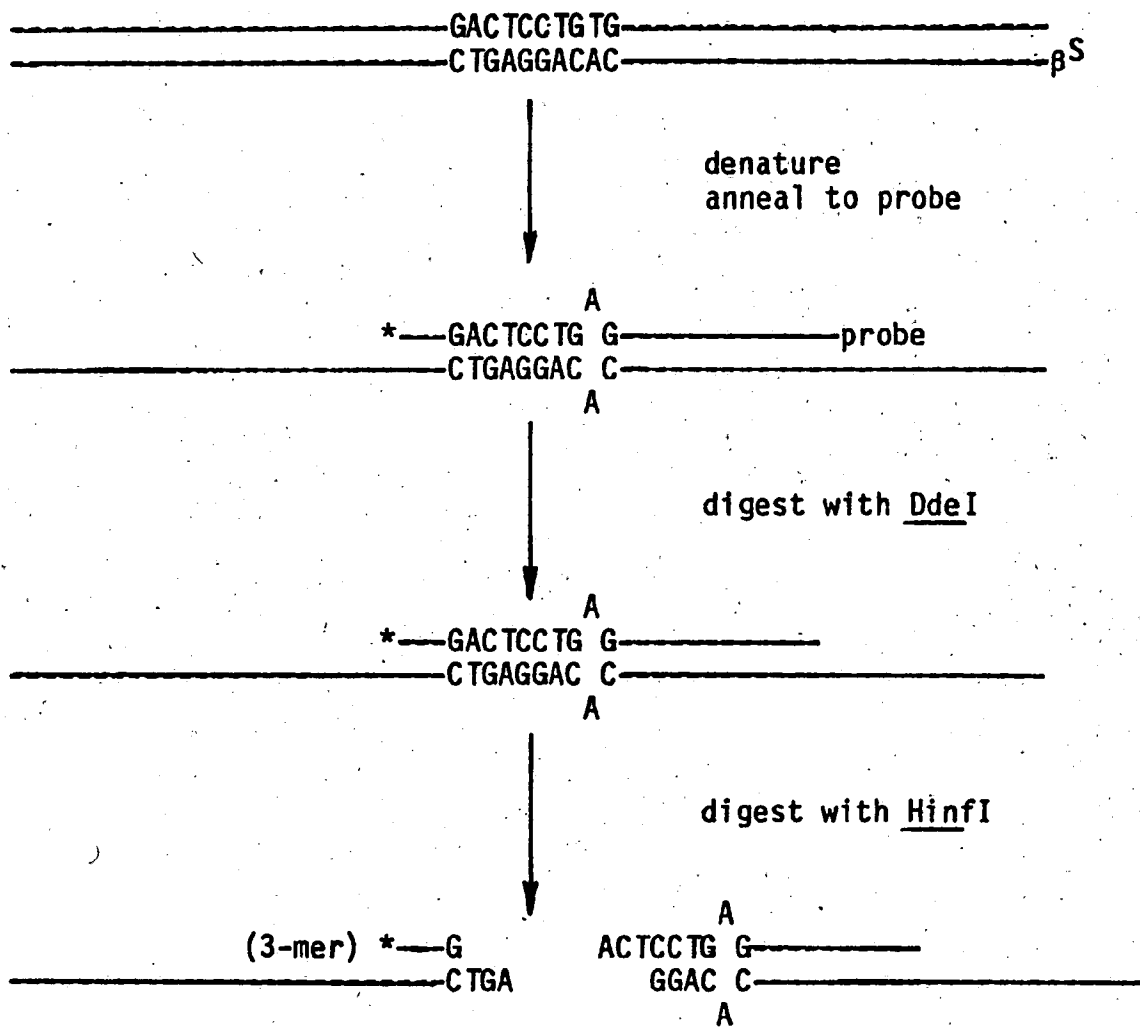 GACTCCTGTG
CTGAGGACAC
βS
denature
anneal to probe
A
*GACTCCTG G probe
CTGAGGAC C
A
digest with DdeI
A
*GACTCCTG G
CTGAGGAC C
A
digest with HinfI
A
(3-mer) * G ACTCCTG G
CTGA GGAC C
A